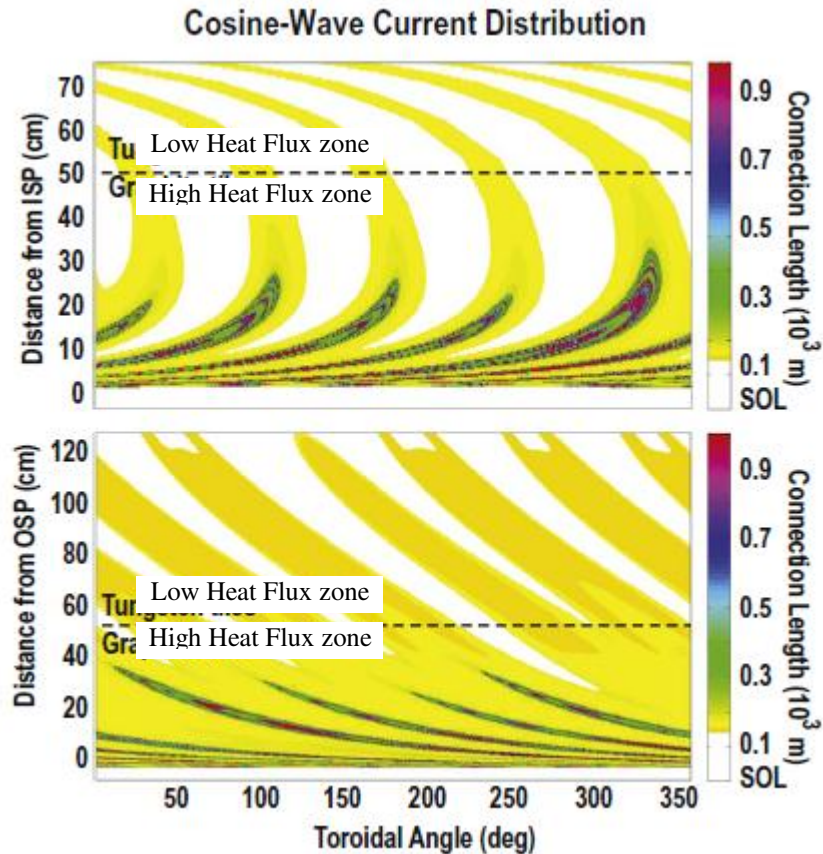 Cosine-Wave Current Distribution
70
60
50
40
30
20
10
0
Distance from ISP (cm)
Low Heat Flux zone
High Heat Flux zone
0.9
0.7
0.5
0.3
0.1
SOL
Connection Length (10³ m)
120
100
80
60
40
20
0
Distance from OSP (cm)
Low Heat Flux zone
High Heat Flux zone
0.9
0.7
0.5
0.3
0.1
SOL
Connection Length (10³ m)
50 100 150 200 250 300 350
Toroidal Angle (deg)